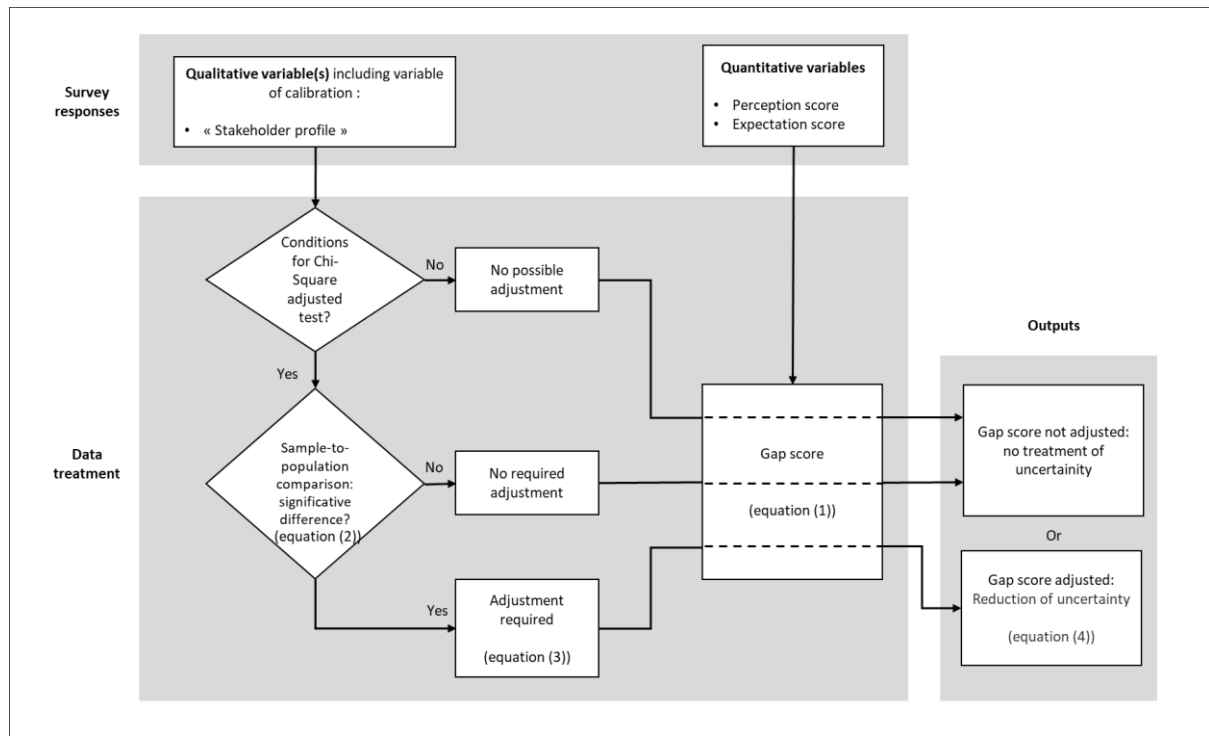 Survey
responses
Qualitative variable(s) including variable
of calibration :
• « Stakeholder profile »
Quantitative variables
• Perception score
• Expectation score
Data
treatment
Conditions
for Chi-
Square
adjusted
test?
No
No possible
adjustment
Yes
Sample-to-
population
comparison:
significative
difference?
(equation (2))
No
No required
adjustment
Yes
Adjustment
required
(equation (3))
Gap score
(equation (1))
Outputs
Gap score not adjusted:
no treatment of
uncertainity
Or
Gap score adjusted:
Reduction of uncertainty
(equation (4))